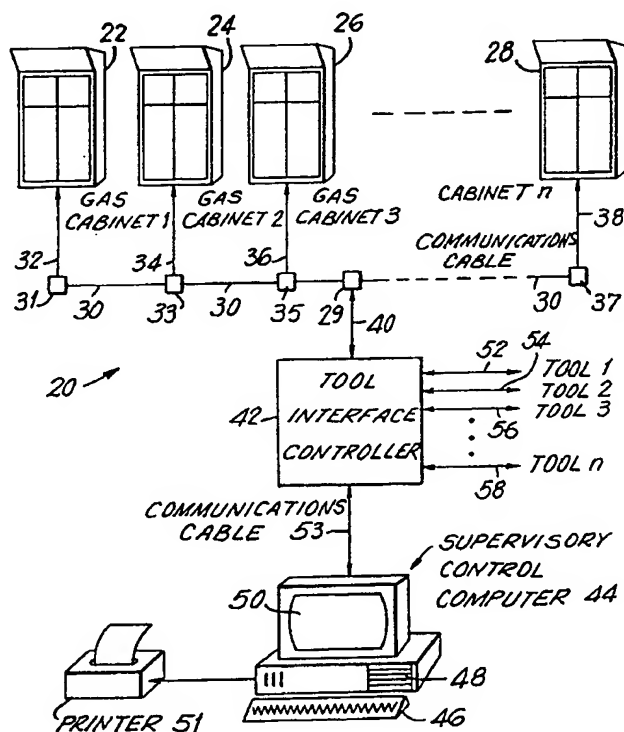 22
24
26
28
GAS CABINET 1
GAS CABINET 2
GAS CABINET 3
CABINET n
32
34
36
38
COMMUNICATIONS CABLE
31
30
33
30
35
29
30
37
40
20
42
TOOL INTERFACE CONTROLLER
52
TOOL 1
54
TOOL 2
56
TOOL 3
58
TOOL n
COMMUNICATIONS CABLE 53
SUPERVISORY CONTROL COMPUTER 44
50
48
46
PRINTER 51